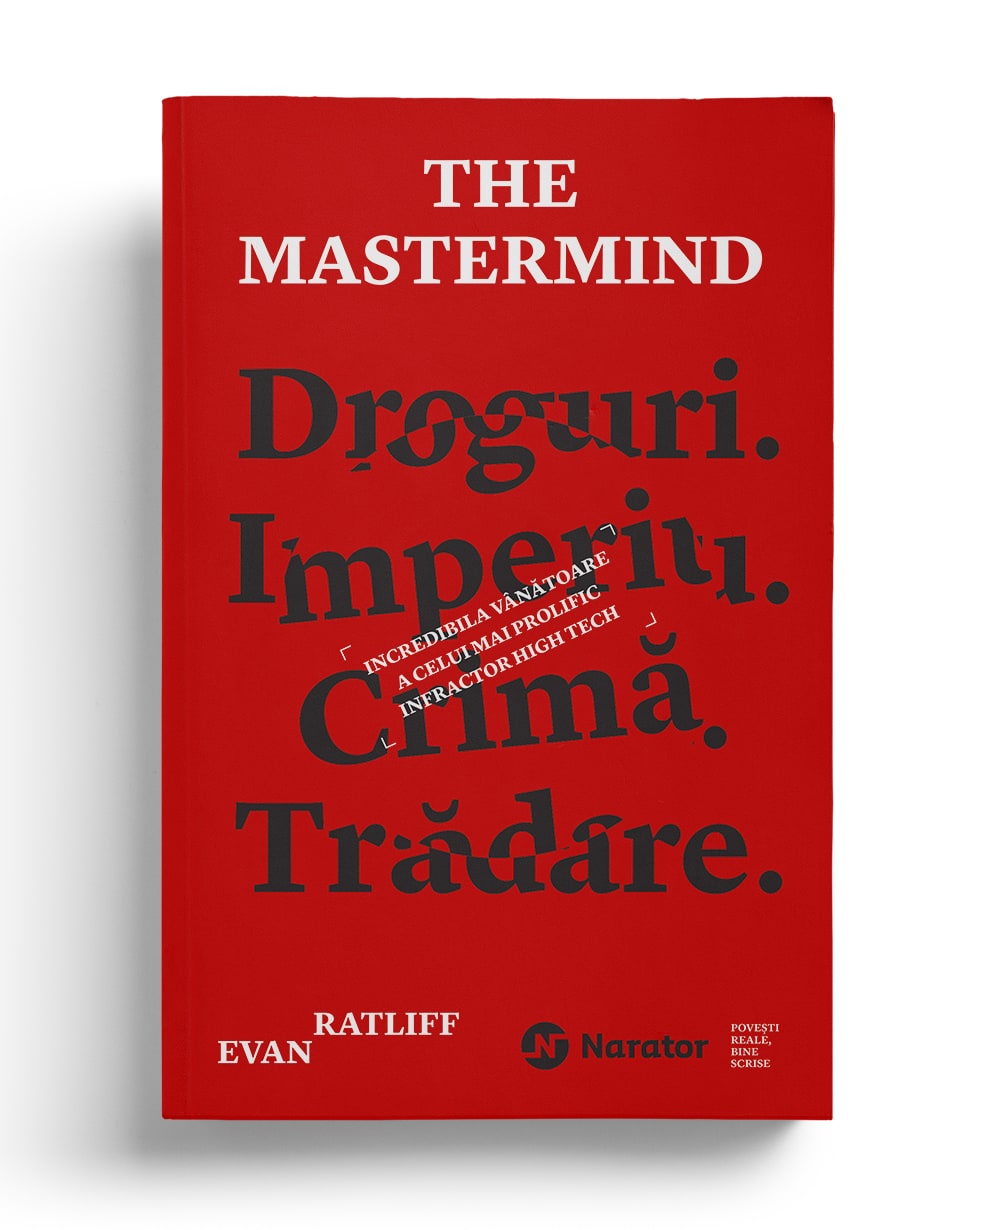 THE
MASTERMIND
Droguri.
Imperiu.
INCREDIBILA VÂNĂTOARE
A CELUI MAI PROLIFIC
INFRACTOR HIGH TECH
Crimă.
Trădare.
EVAN RATLIFF
Narator
POVEȘTI
REALE,
BINE
SCRISE